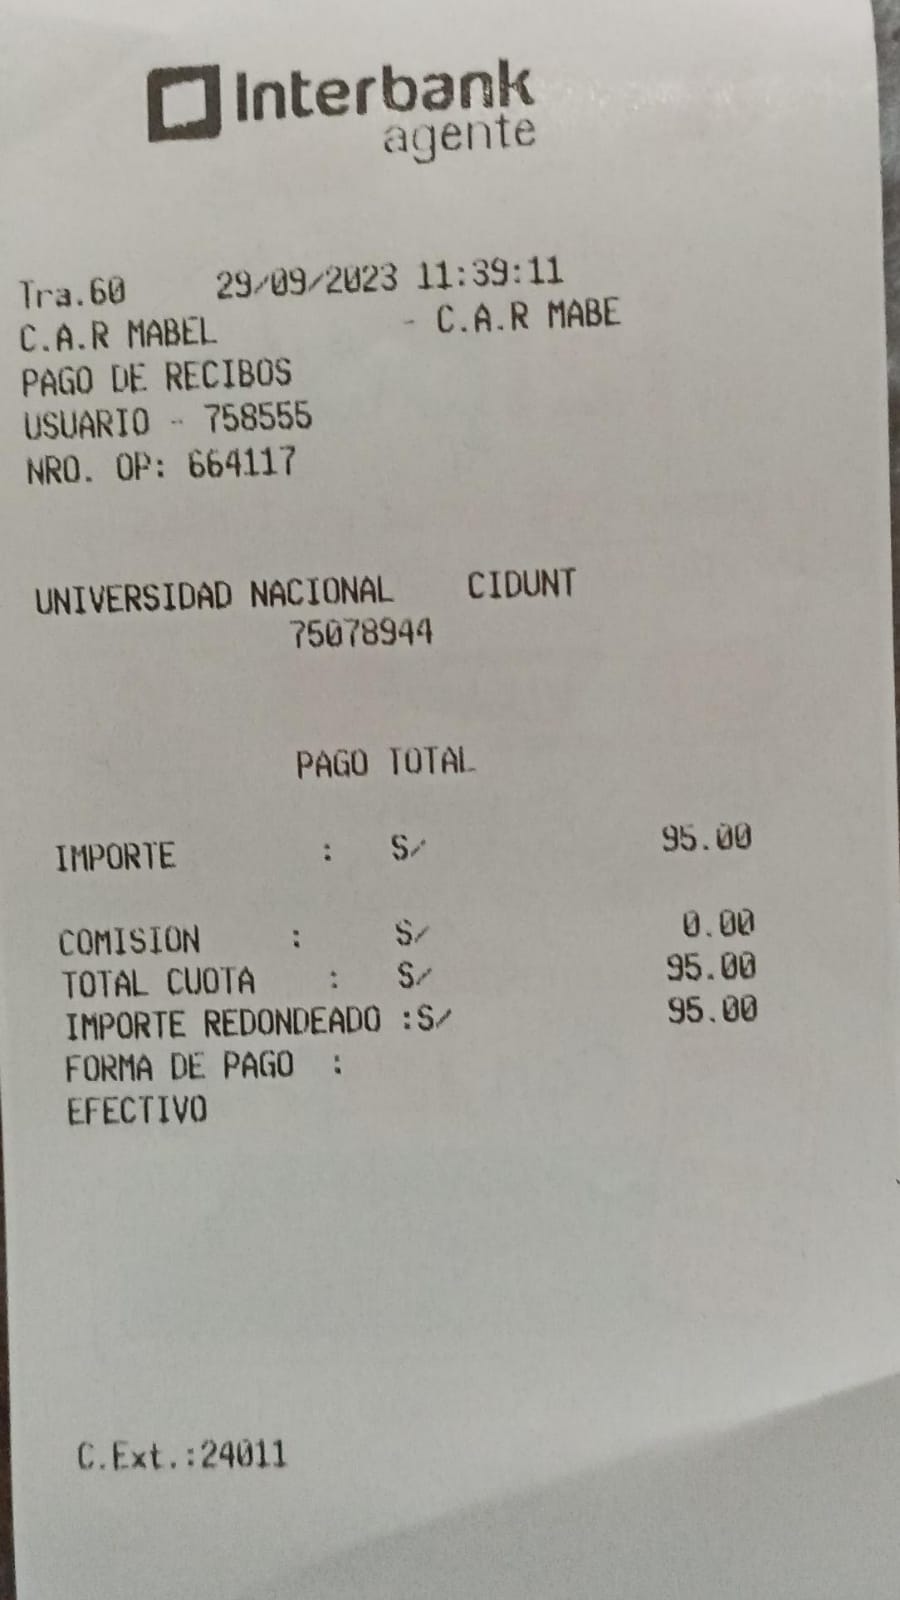 Interbank
agente
Tra.60 29/09/2023 11:39:11
C.A.R MABEL - C.A.R MABE
PAGO DE RECIBOS
USUARIO - 758555
NRO. OP: 664117
UNIVERSIDAD NACIONAL CIDUNT
75078944
PAGO TOTAL
IMPORTE : S/ 95.00
COMISION : S/ 0.00
TOTAL CUOTA : S/ 95.00
IMPORTE REDONDEADO :S/ 95.00
FORMA DE PAGO :
EFECTIVO
C.Ext.:24011